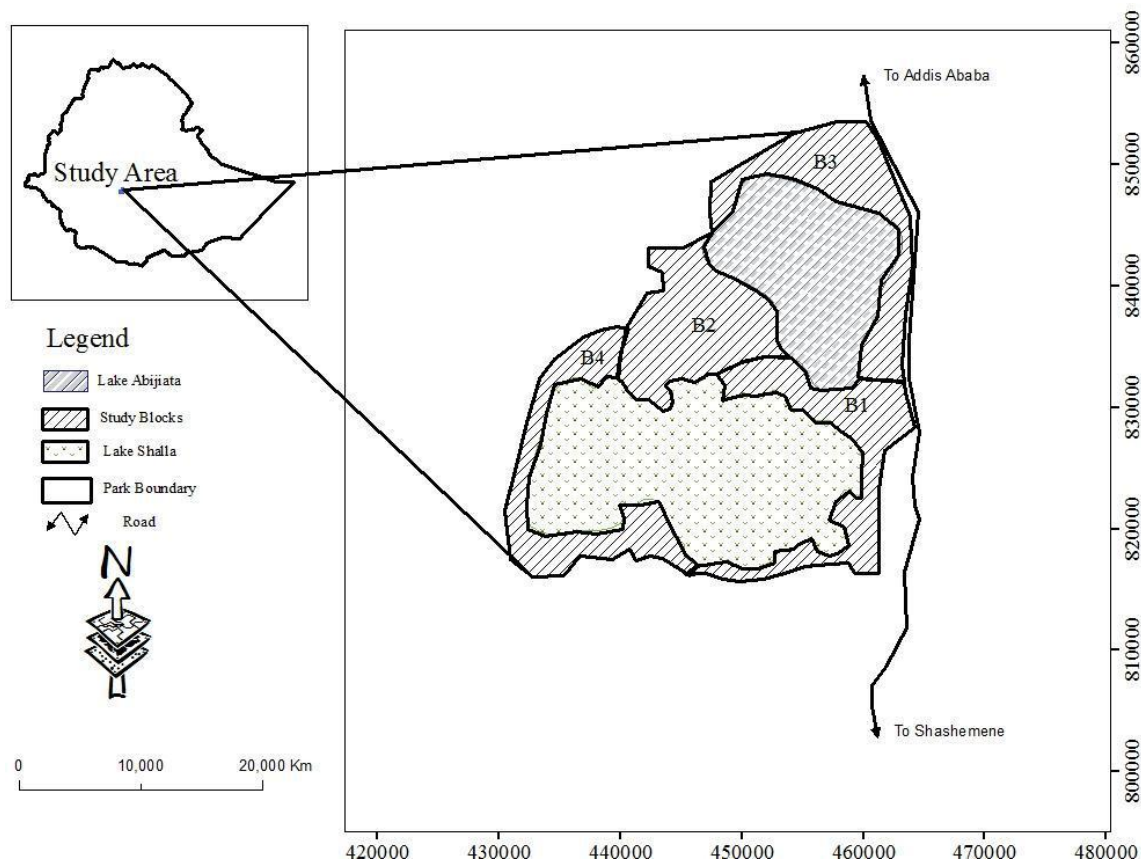 Study Area
Legend
Lake Abijiata
Study Blocks
Lake Shalla
Park Boundary
Road
N
0 10,000 20,000 Km
To Addis Ababa
B3
B2
B4
B1
To Shashemene
860000
850000
840000
830000
820000
810000
800000
420000 430000 440000 450000 460000 470000 480000